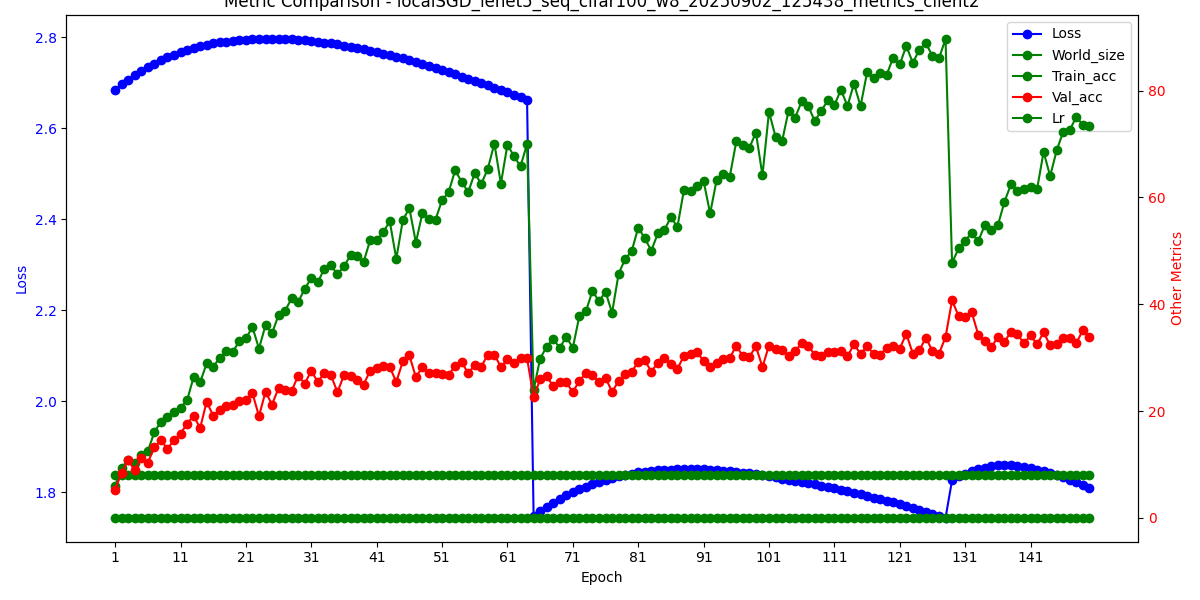 Metric Comparison - localSGD_lenet5_seq_cifar100_w8_20250902_125438_metrics_client2
Loss
World_size
Train_acc
Val_acc
Lr
2.8
2.6
2.4
2.2
2.0
1.8
Loss
80
60
40
20
0
Other Metrics
1 11 21 31 41 51 61 71 81 91 101 111 121 131 141
Epoch